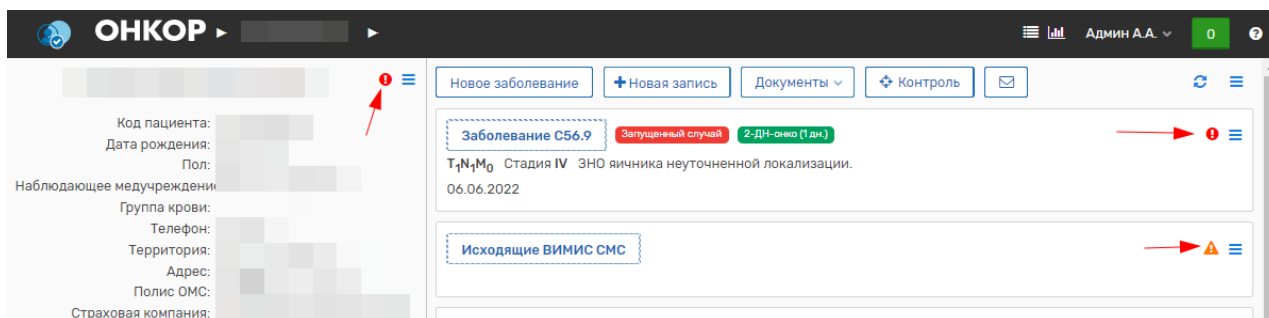 ОНКОР
Админ А.А.
0
Новое заболевание
Новая запись
Документы
Контроль
Код пациента:
Дата рождения:
Пол:
Наблюдающее медучреждени
Группа крови:
Телефон:
Территория:
Адрес:
Полис ОМС:
Страховая компания:
Заболевание C56.9 Запущенный случай 2-ДН-онко (1 дн.)
T1N1M0 Стадия IV ЗНО яичника неуточненной локализации.
06.06.2022
Исходящие ВИМИС СМС